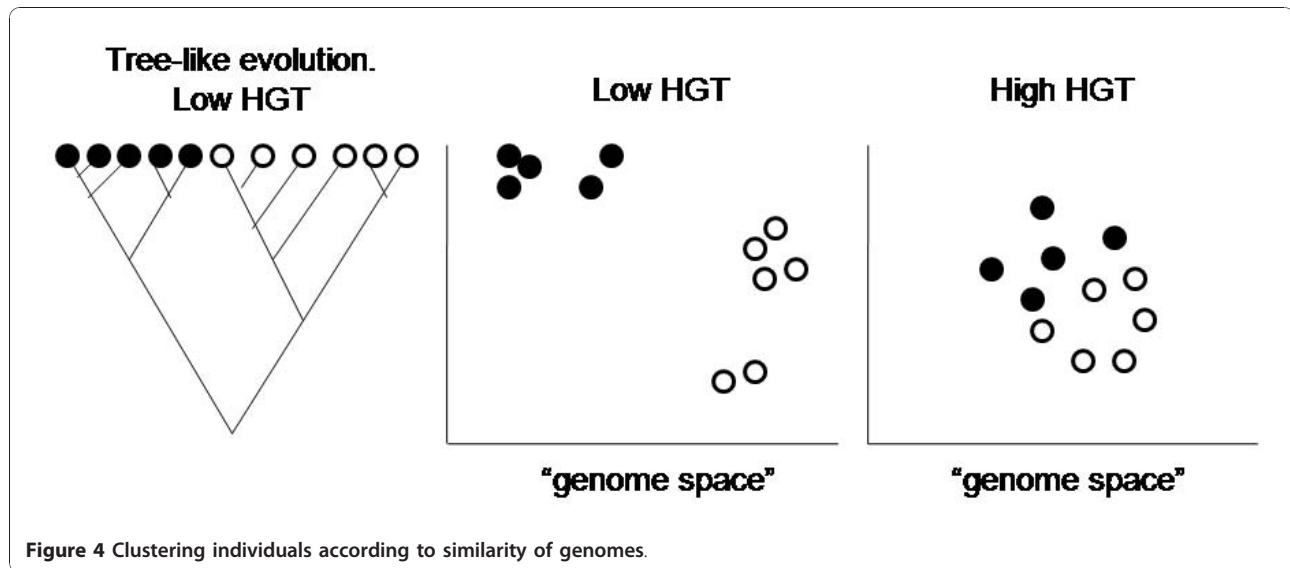 Tree-like evolution.
Low HGT
Low HGT
High HGT
“genome space”
“genome space”
Figure 4 Clustering individuals according to similarity of genomes.